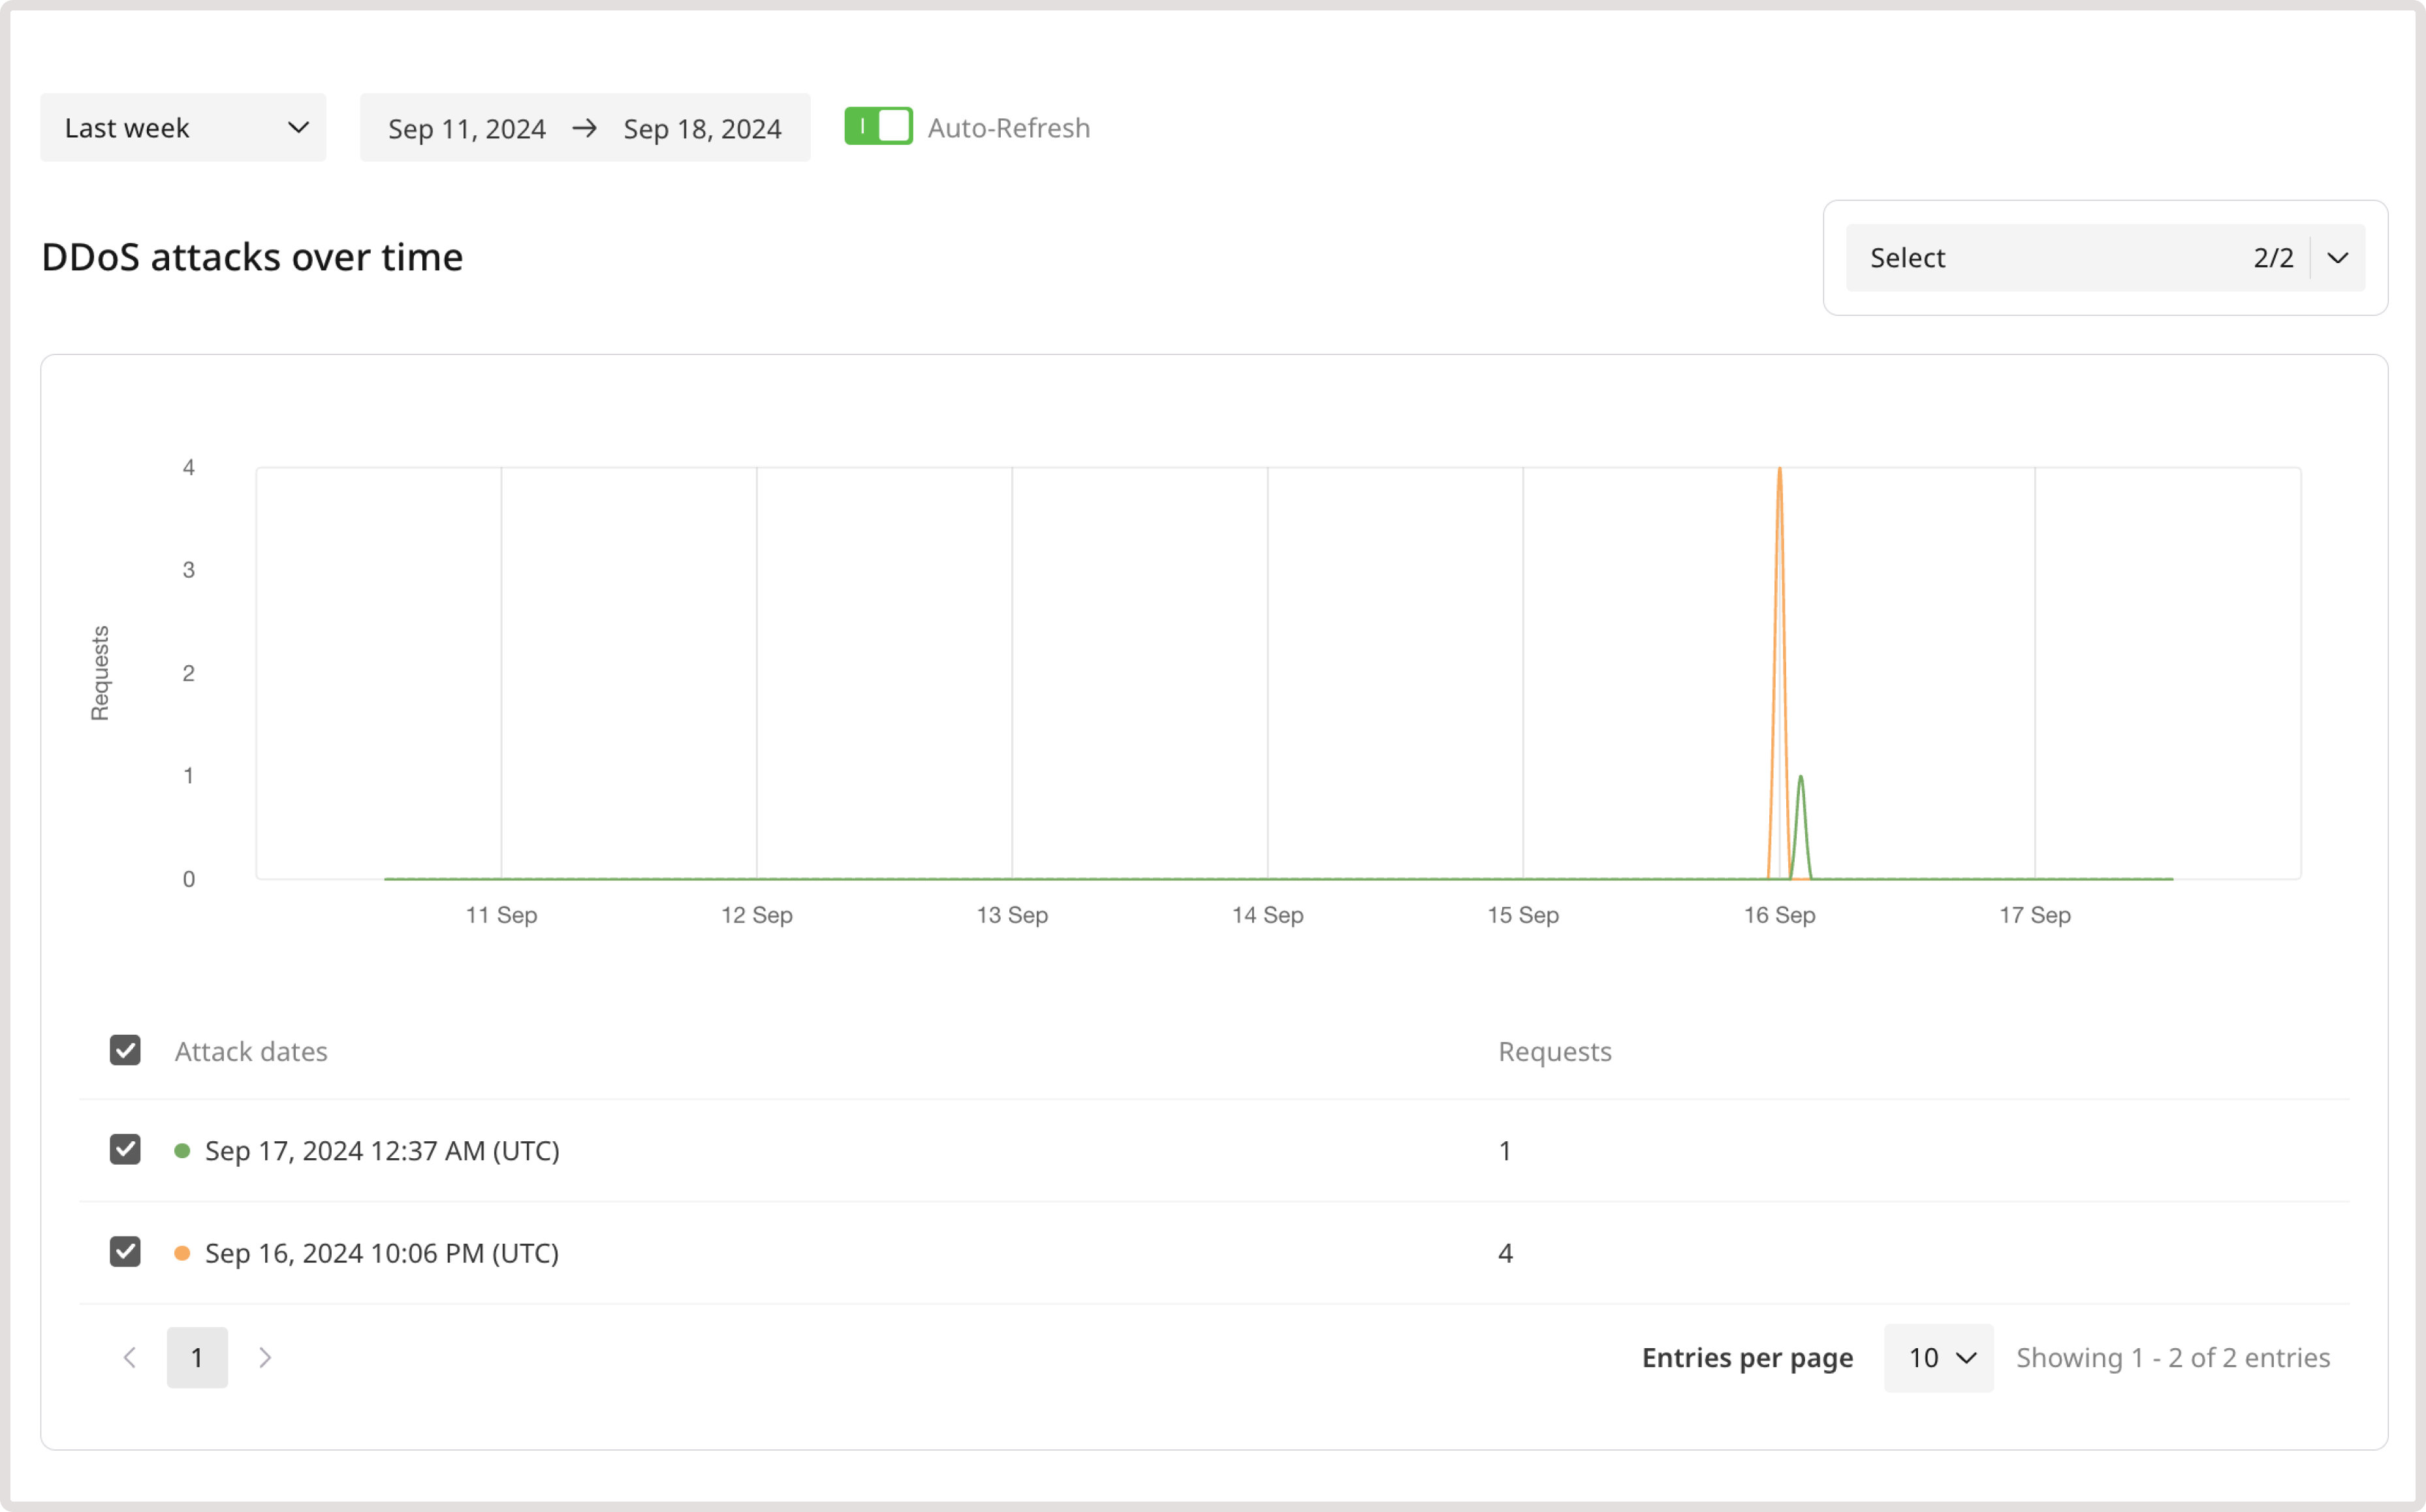 Last week
Sep 11, 2024 → Sep 18, 2024
Auto-Refresh
DDoS attacks over time
Select 2/2
4
3
2
1
0
Requests
11 Sep 12 Sep 13 Sep 14 Sep 15 Sep 16 Sep 17 Sep
Attack dates Requests
Sep 17, 2024 12:37 AM (UTC) 1
Sep 16, 2024 10:06 PM (UTC) 4
1
Entries per page 10 Showing 1 - 2 of 2 entries